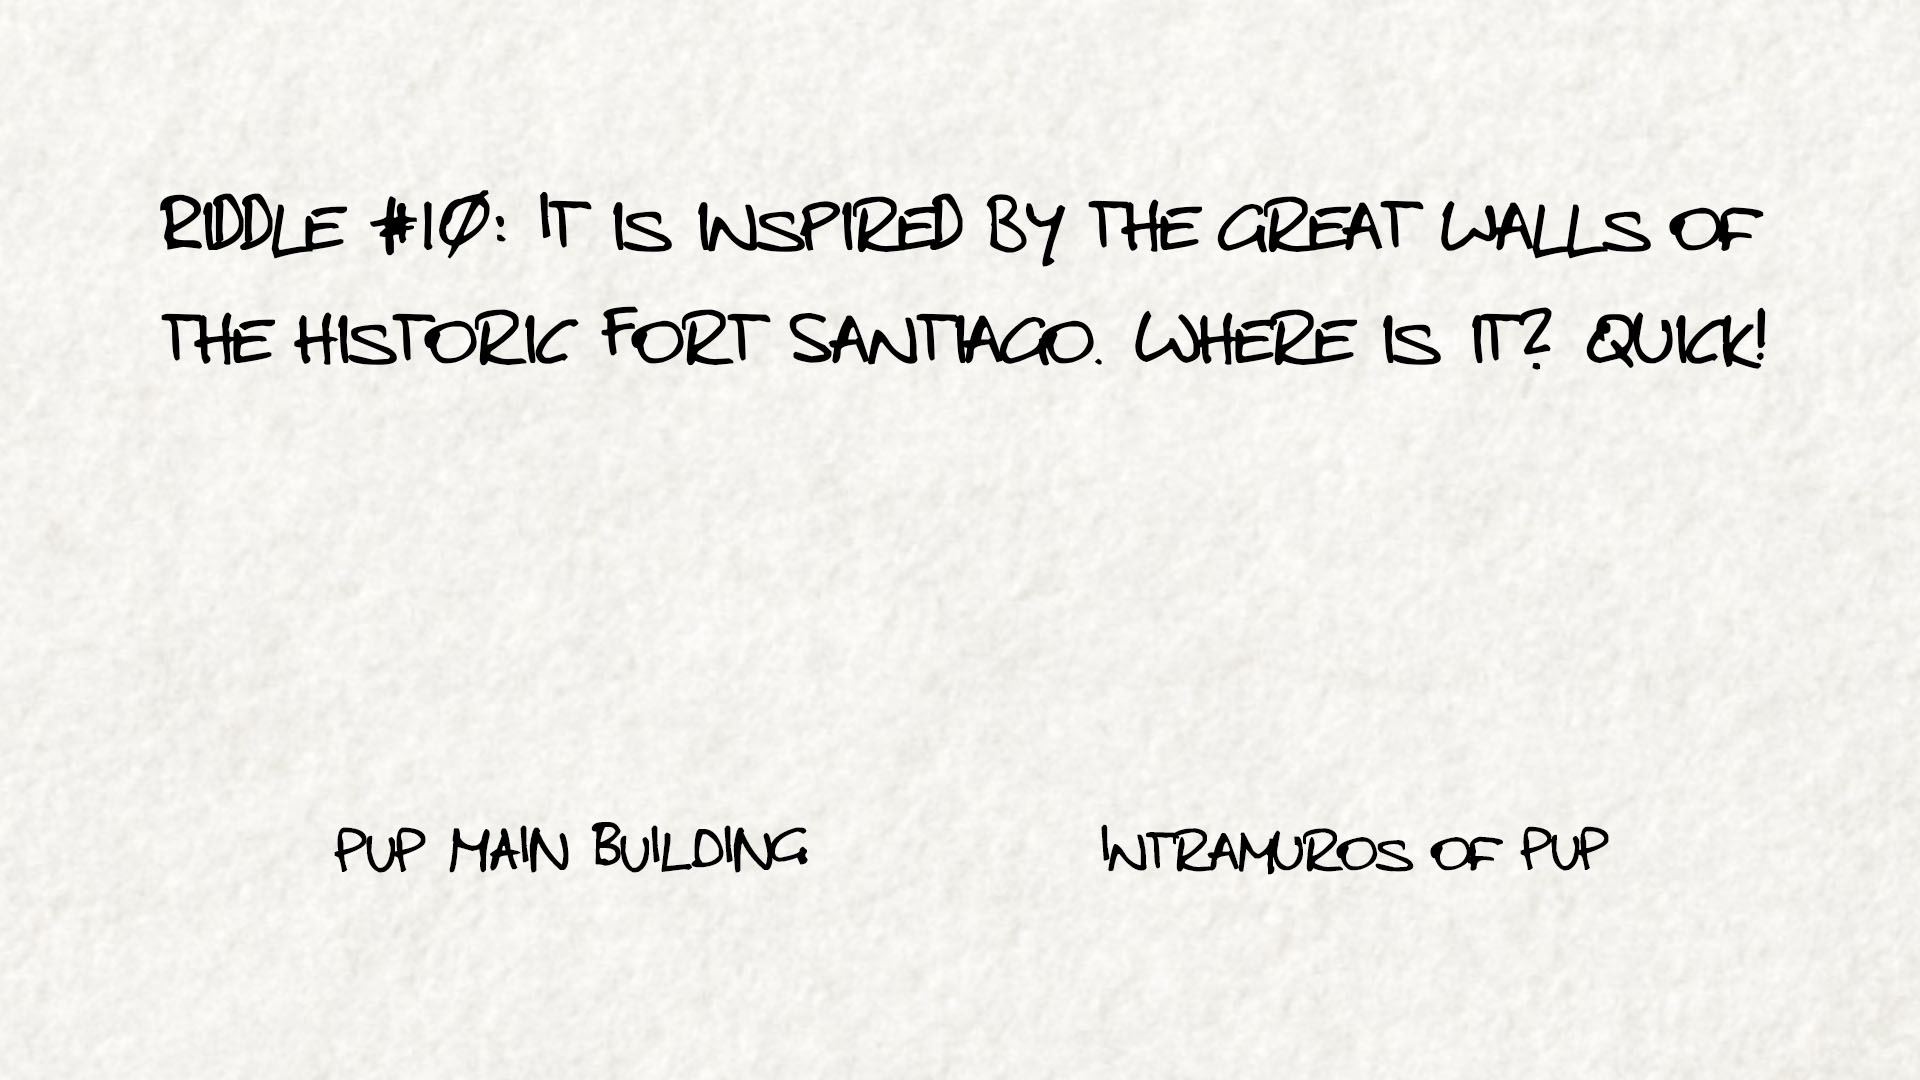 RIDDLE #10: IT IS INSPIRED BY THE GREAT WALLS OF
THE HISTORIC FORT SANTIAGO. WHERE IS IT? QUICK!
PUP MAIN BUILDING
INTRAMUROS OF PUP